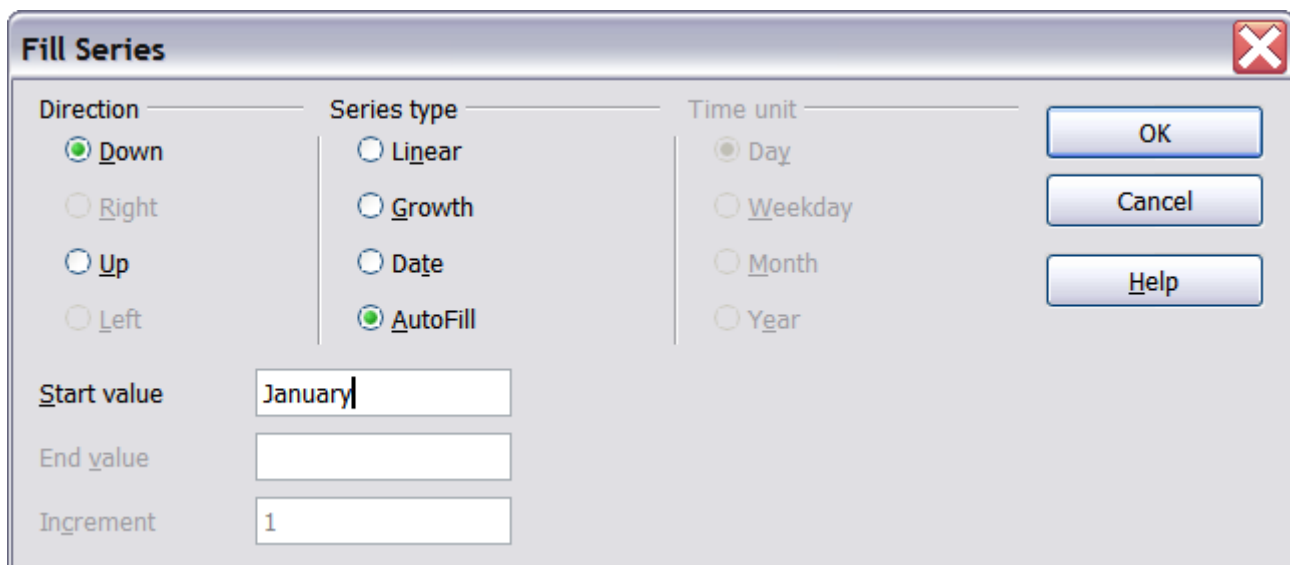 Fill Series
Direction
Down
Right
Up
Left
Series type
Linear
Growth
Date
AutoFill
Time unit
Day
Weekday
Month
Year
OK
Cancel
Help
Start value January
End value
Increment 1